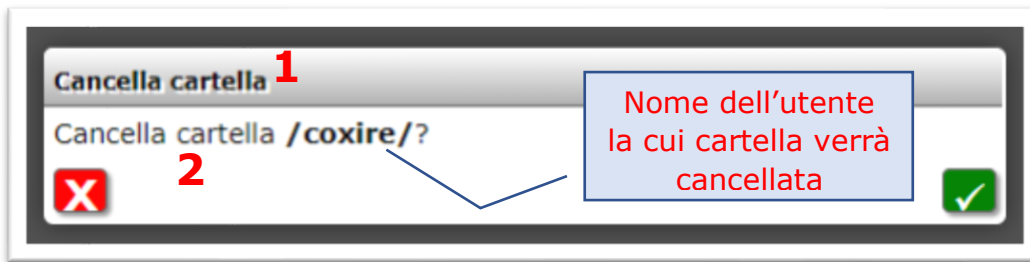 Cancella cartella 1
Cancella cartella /coxire/?
2
X
Nome dell'utente
la cui cartella verrà
cancellata